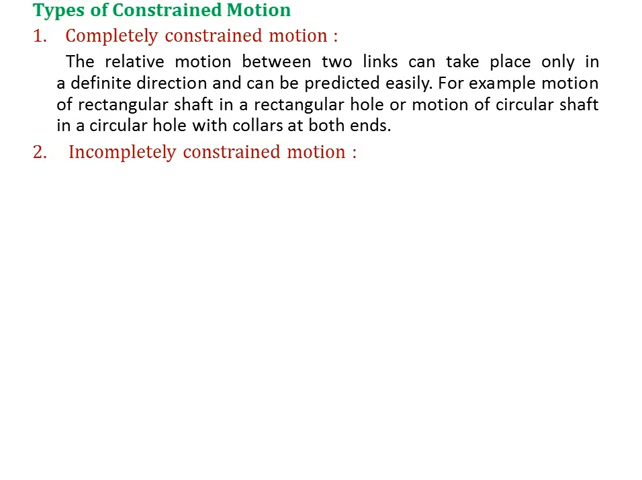 Types of Constrained Motion
1. Completely constrained motion :
The relative motion between two links can take place only in
a definite direction and can be predicted easily. For example motion
of rectangular shaft in a rectangular hole or motion of circular shaft
in a circular hole with collars at both ends.
2. Incompletely constrained motion :